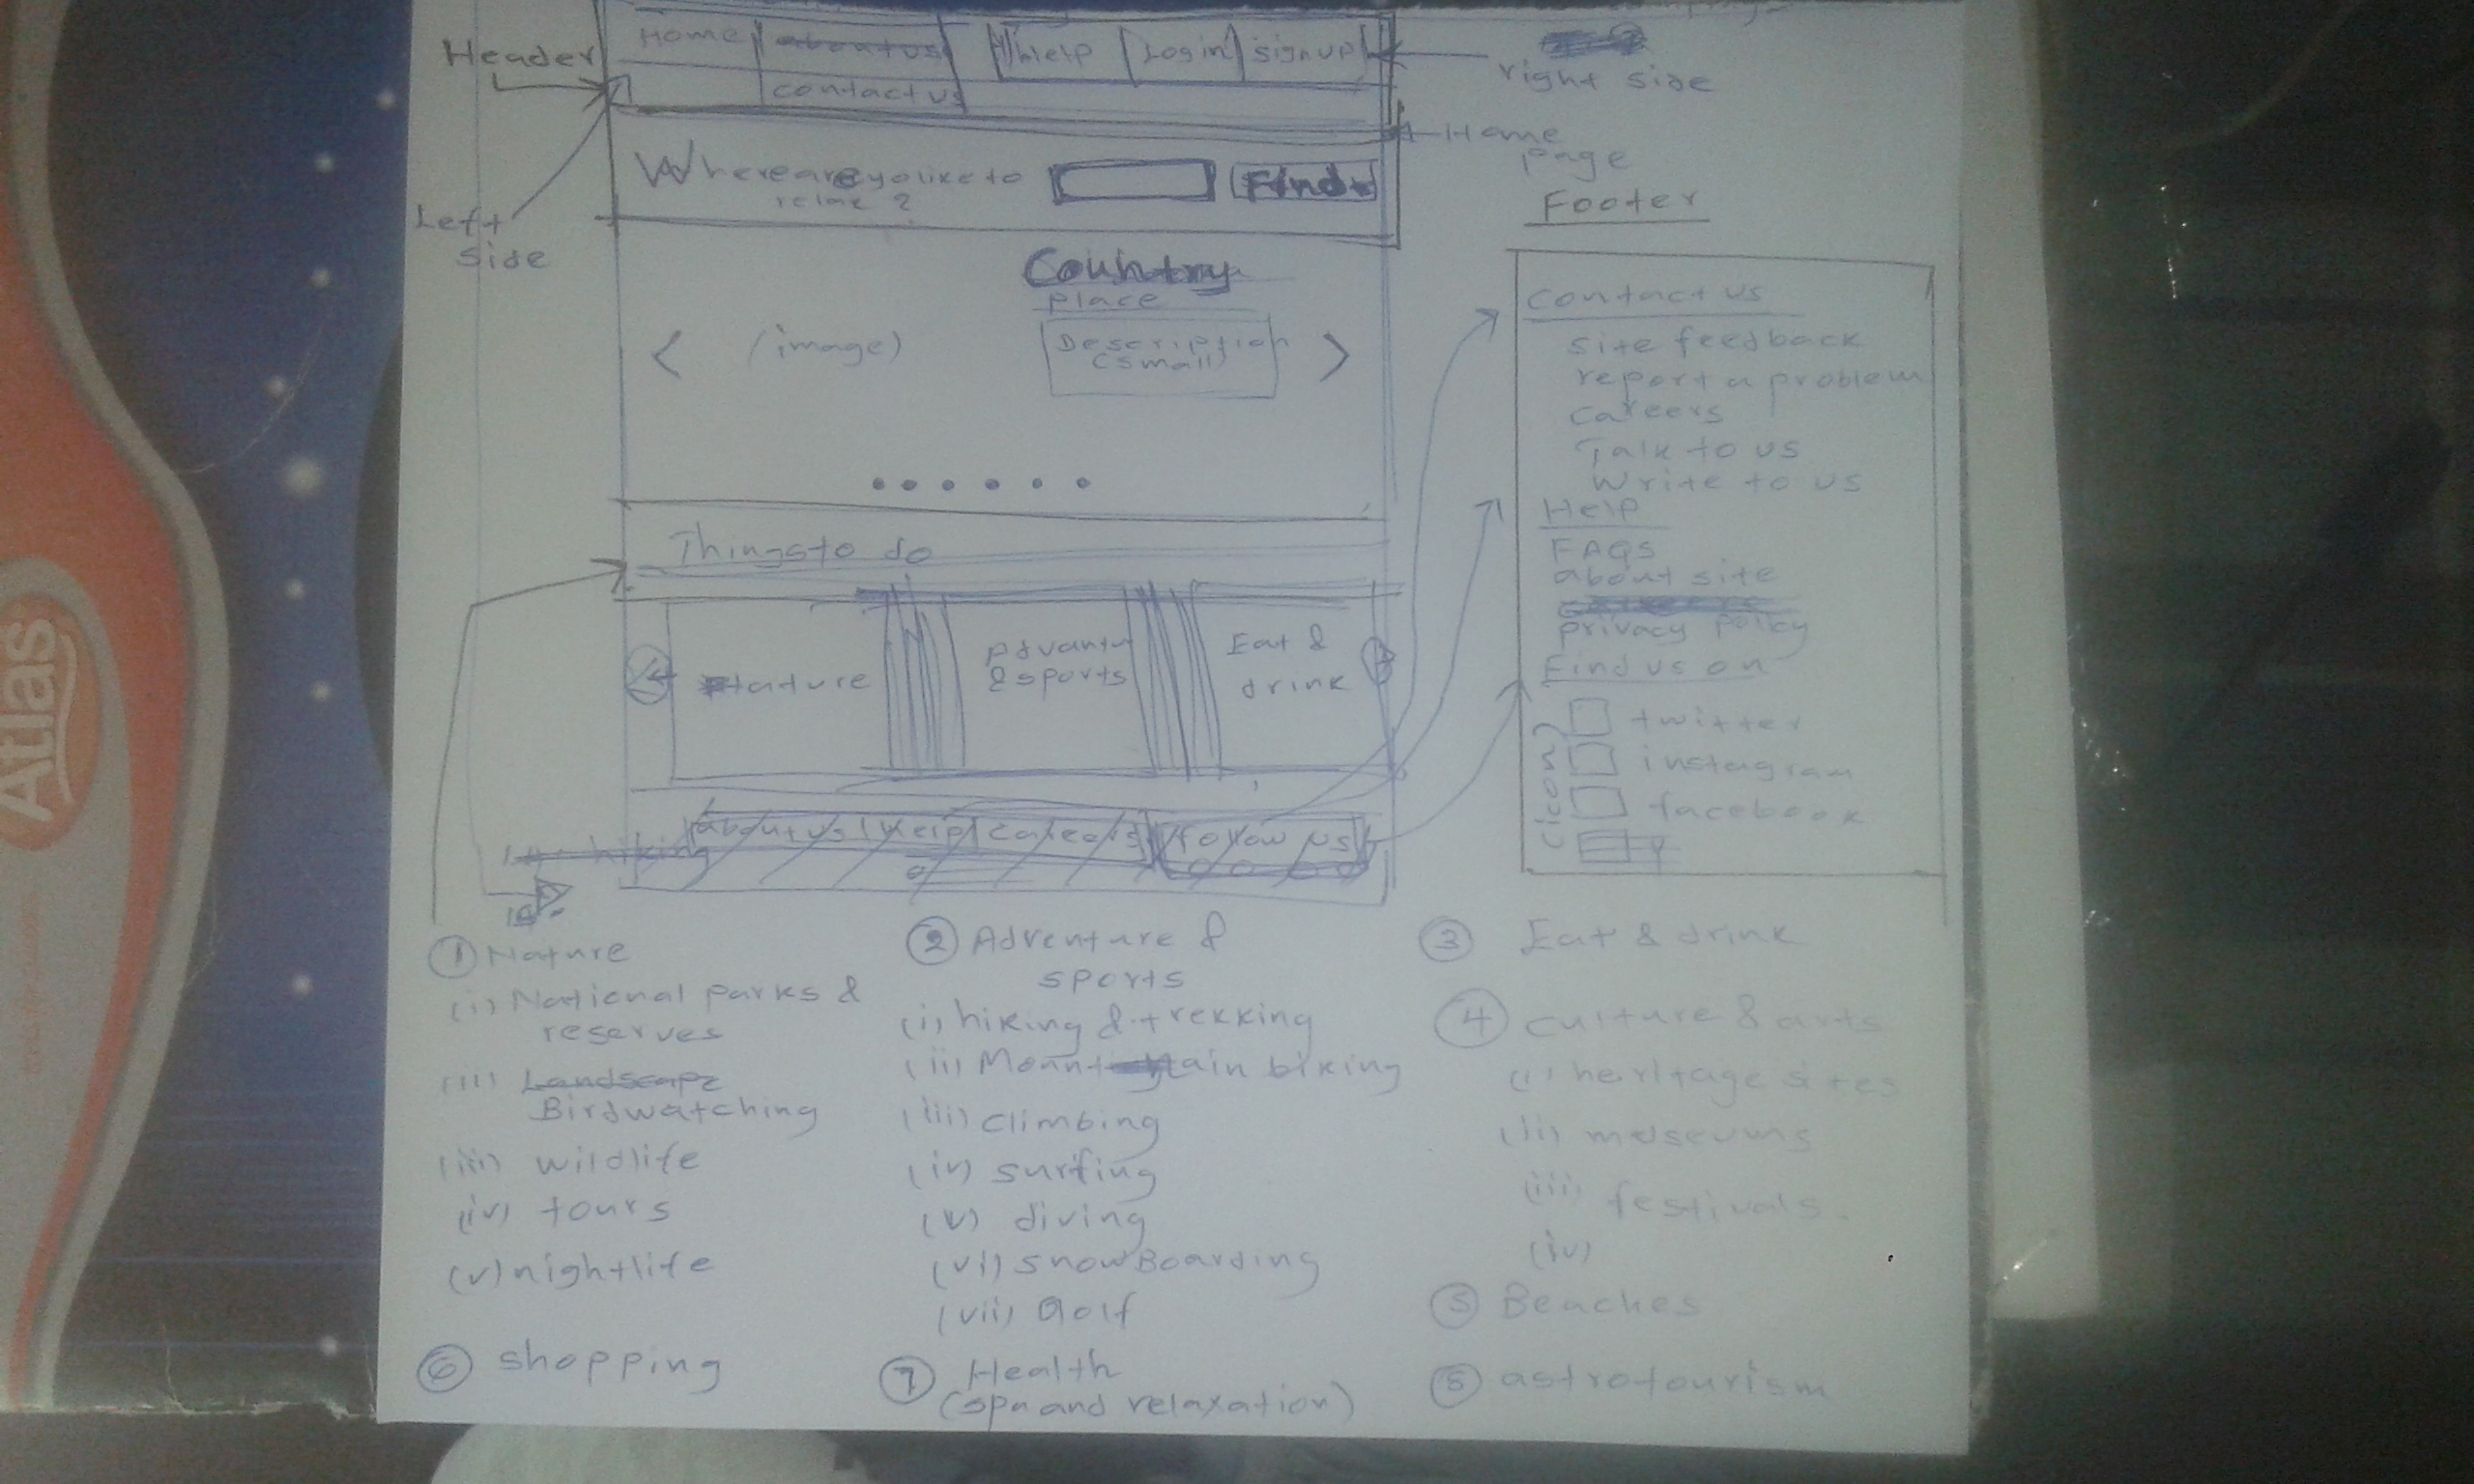 Header
Home
about us
help
Login
signup
right side
contact us
Home
page
Where are yo like to
relax ?
Find
Left
side
Footer
Country
place
(image)
Description
(small)
Things to do
Nature
Advantr
& sports
Eat &
drink
about us
Help
careers
follow us
hiking
contact us
site feedback
report a problem
careers
Talk to us
write to us
Help
FAQS
about site
privacy policy
Find us on
(icon)
twitter
instagram
facebook
① Nature
(i) National parks &
reserves
(ii) Landscape
Birdwatching
(iii) wildlife
(iv) tours
(v) nightlife
② Adventure &
sports
(i) hiking & trekking
(ii) Mountain biking
(iii) climbing
(iv) surfing
(v) diving
(vi) snowBoarding
(vii) Golf
③ Eat & drink
④ culture & arts
(i) heritage sites
(ii) museums
(iii) festivals.
(iv)
⑤ Beaches
⑥ shopping
⑦ Health
(spa and relaxation)
⑧ astrotourism
Atlas